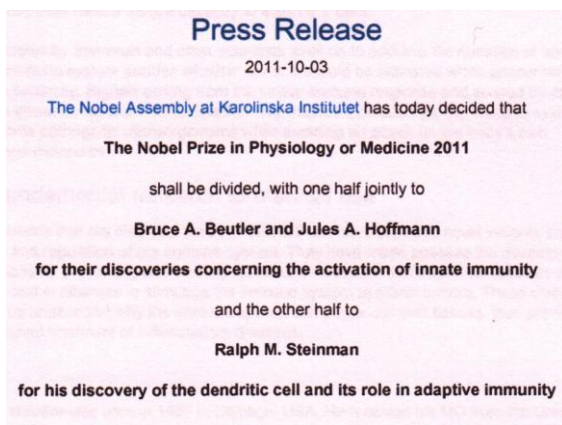 Press Release
2011-10-03
The Nobel Assembly at Karolinska Institutet has today decided that
The Nobel Prize in Physiology or Medicine 2011
shall be divided, with one half jointly to
Bruce A. Beutler and Jules A. Hoffmann
for their discoveries concerning the activation of innate immunity
and the other half to
Ralph M. Steinman
for his discovery of the dendritic cell and its role in adaptive immunity